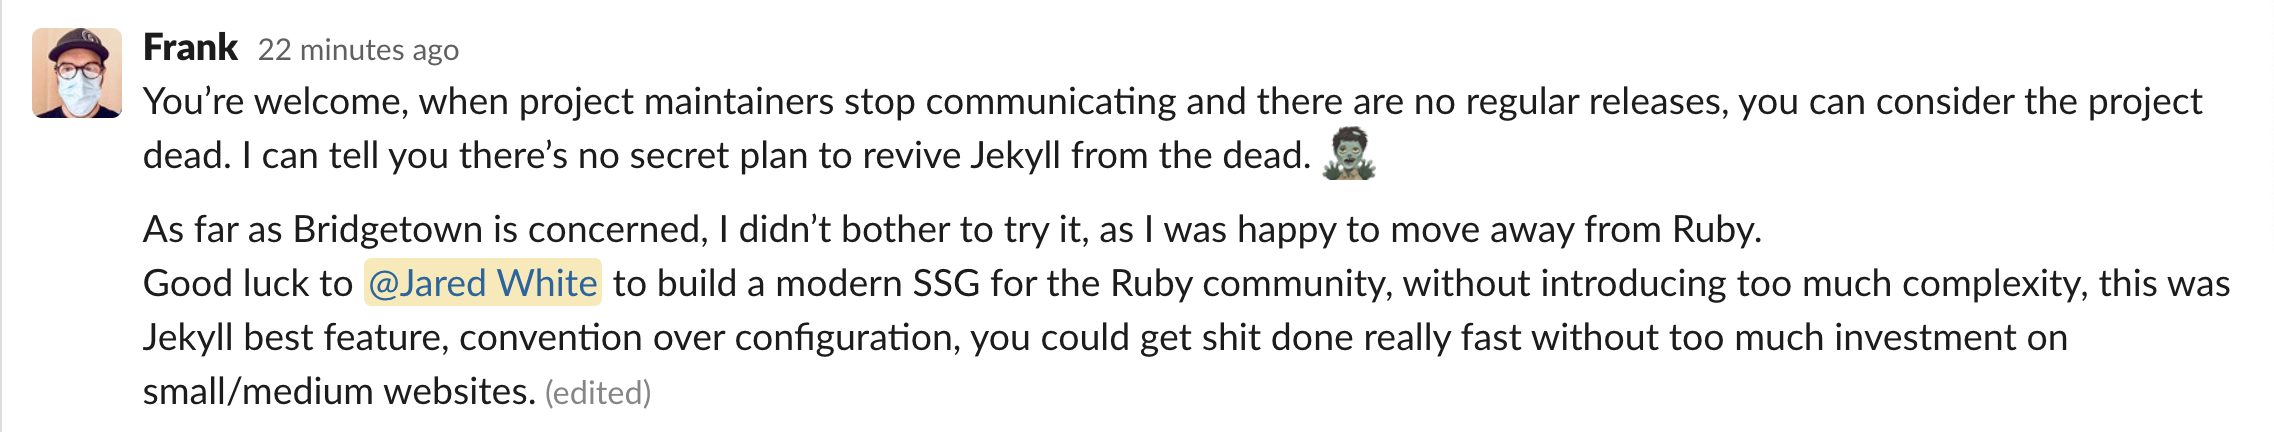 Frank 22 minutes ago
You’re welcome, when project maintainers stop communicating and there are no regular releases, you can consider the project
dead. I can tell you there’s no secret plan to revive Jekyll from the dead.
As far as Bridgetown is concerned, I didn’t bother to try it, as I was happy to move away from Ruby.
Good luck to @Jared White to build a modern SSG for the Ruby community, without introducing too much complexity, this was
Jekyll best feature, convention over configuration, you could get shit done really fast without too much investment on
small/medium websites. (edited)